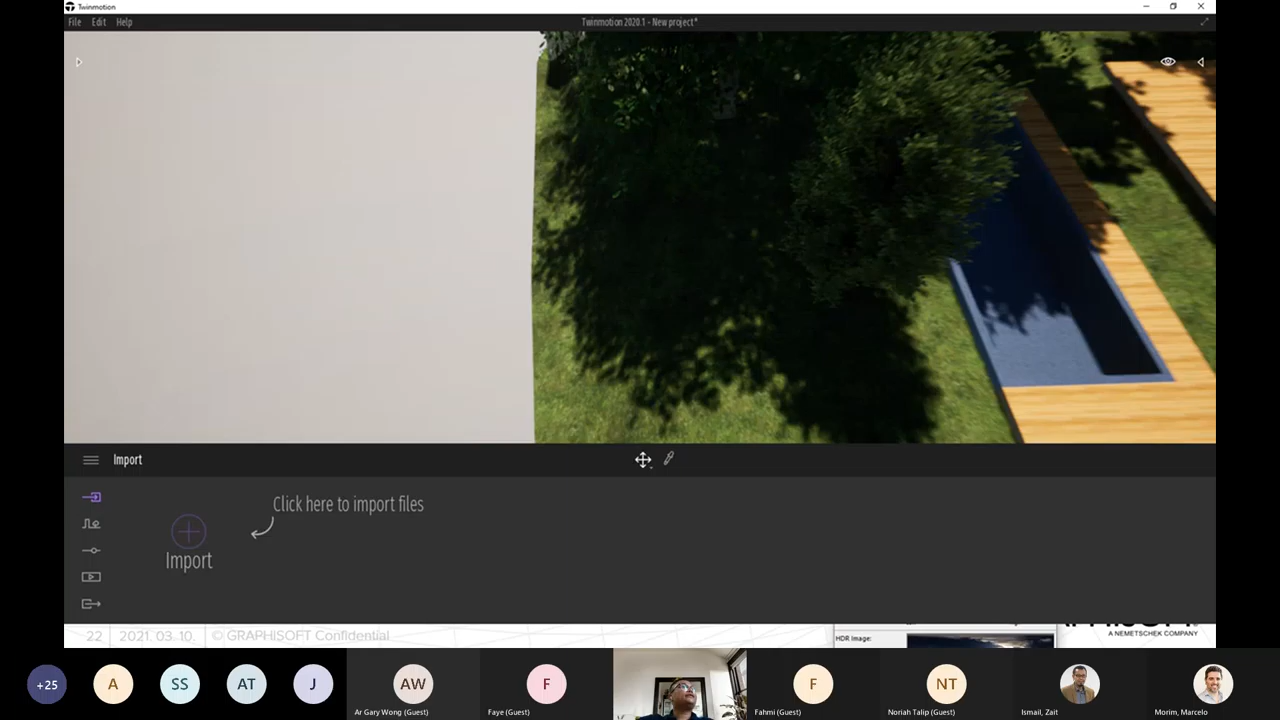 Twinmotion
File Edit Help
Twinmotion 2020.1 - New project*
Import
Click here to import files
Import
22 2021. 03. 10. © GRAPHISOFT Confidential
HDR Image:
A NEMETSCHEK COMPANY
+25 A SS AT J AW F F NT
Ar Gary Wong (Guest) Faye (Guest) Fahmi (Guest) Noriah Talip (Guest) Ismail, Zait Morim, Marcelo